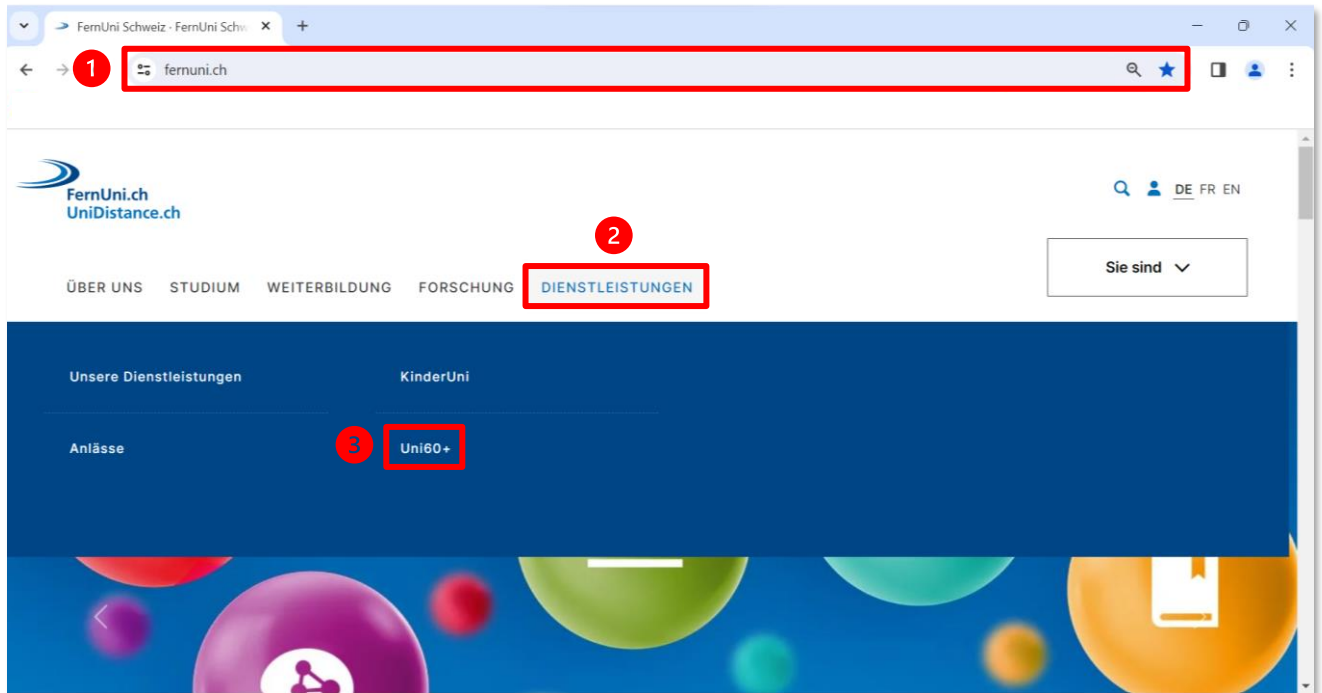 FernUni Schweiz - FernUni Schw
1 fernuni.ch
FernUni.ch
UniDistance.ch
DE FR EN
2
Sie sind
ÜBER UNS STUDIUM WEITERBILDUNG FORSCHUNG DIENSTLEISTUNGEN
Unsere Dienstleistungen KinderUni
Anlässe 3 Uni60+